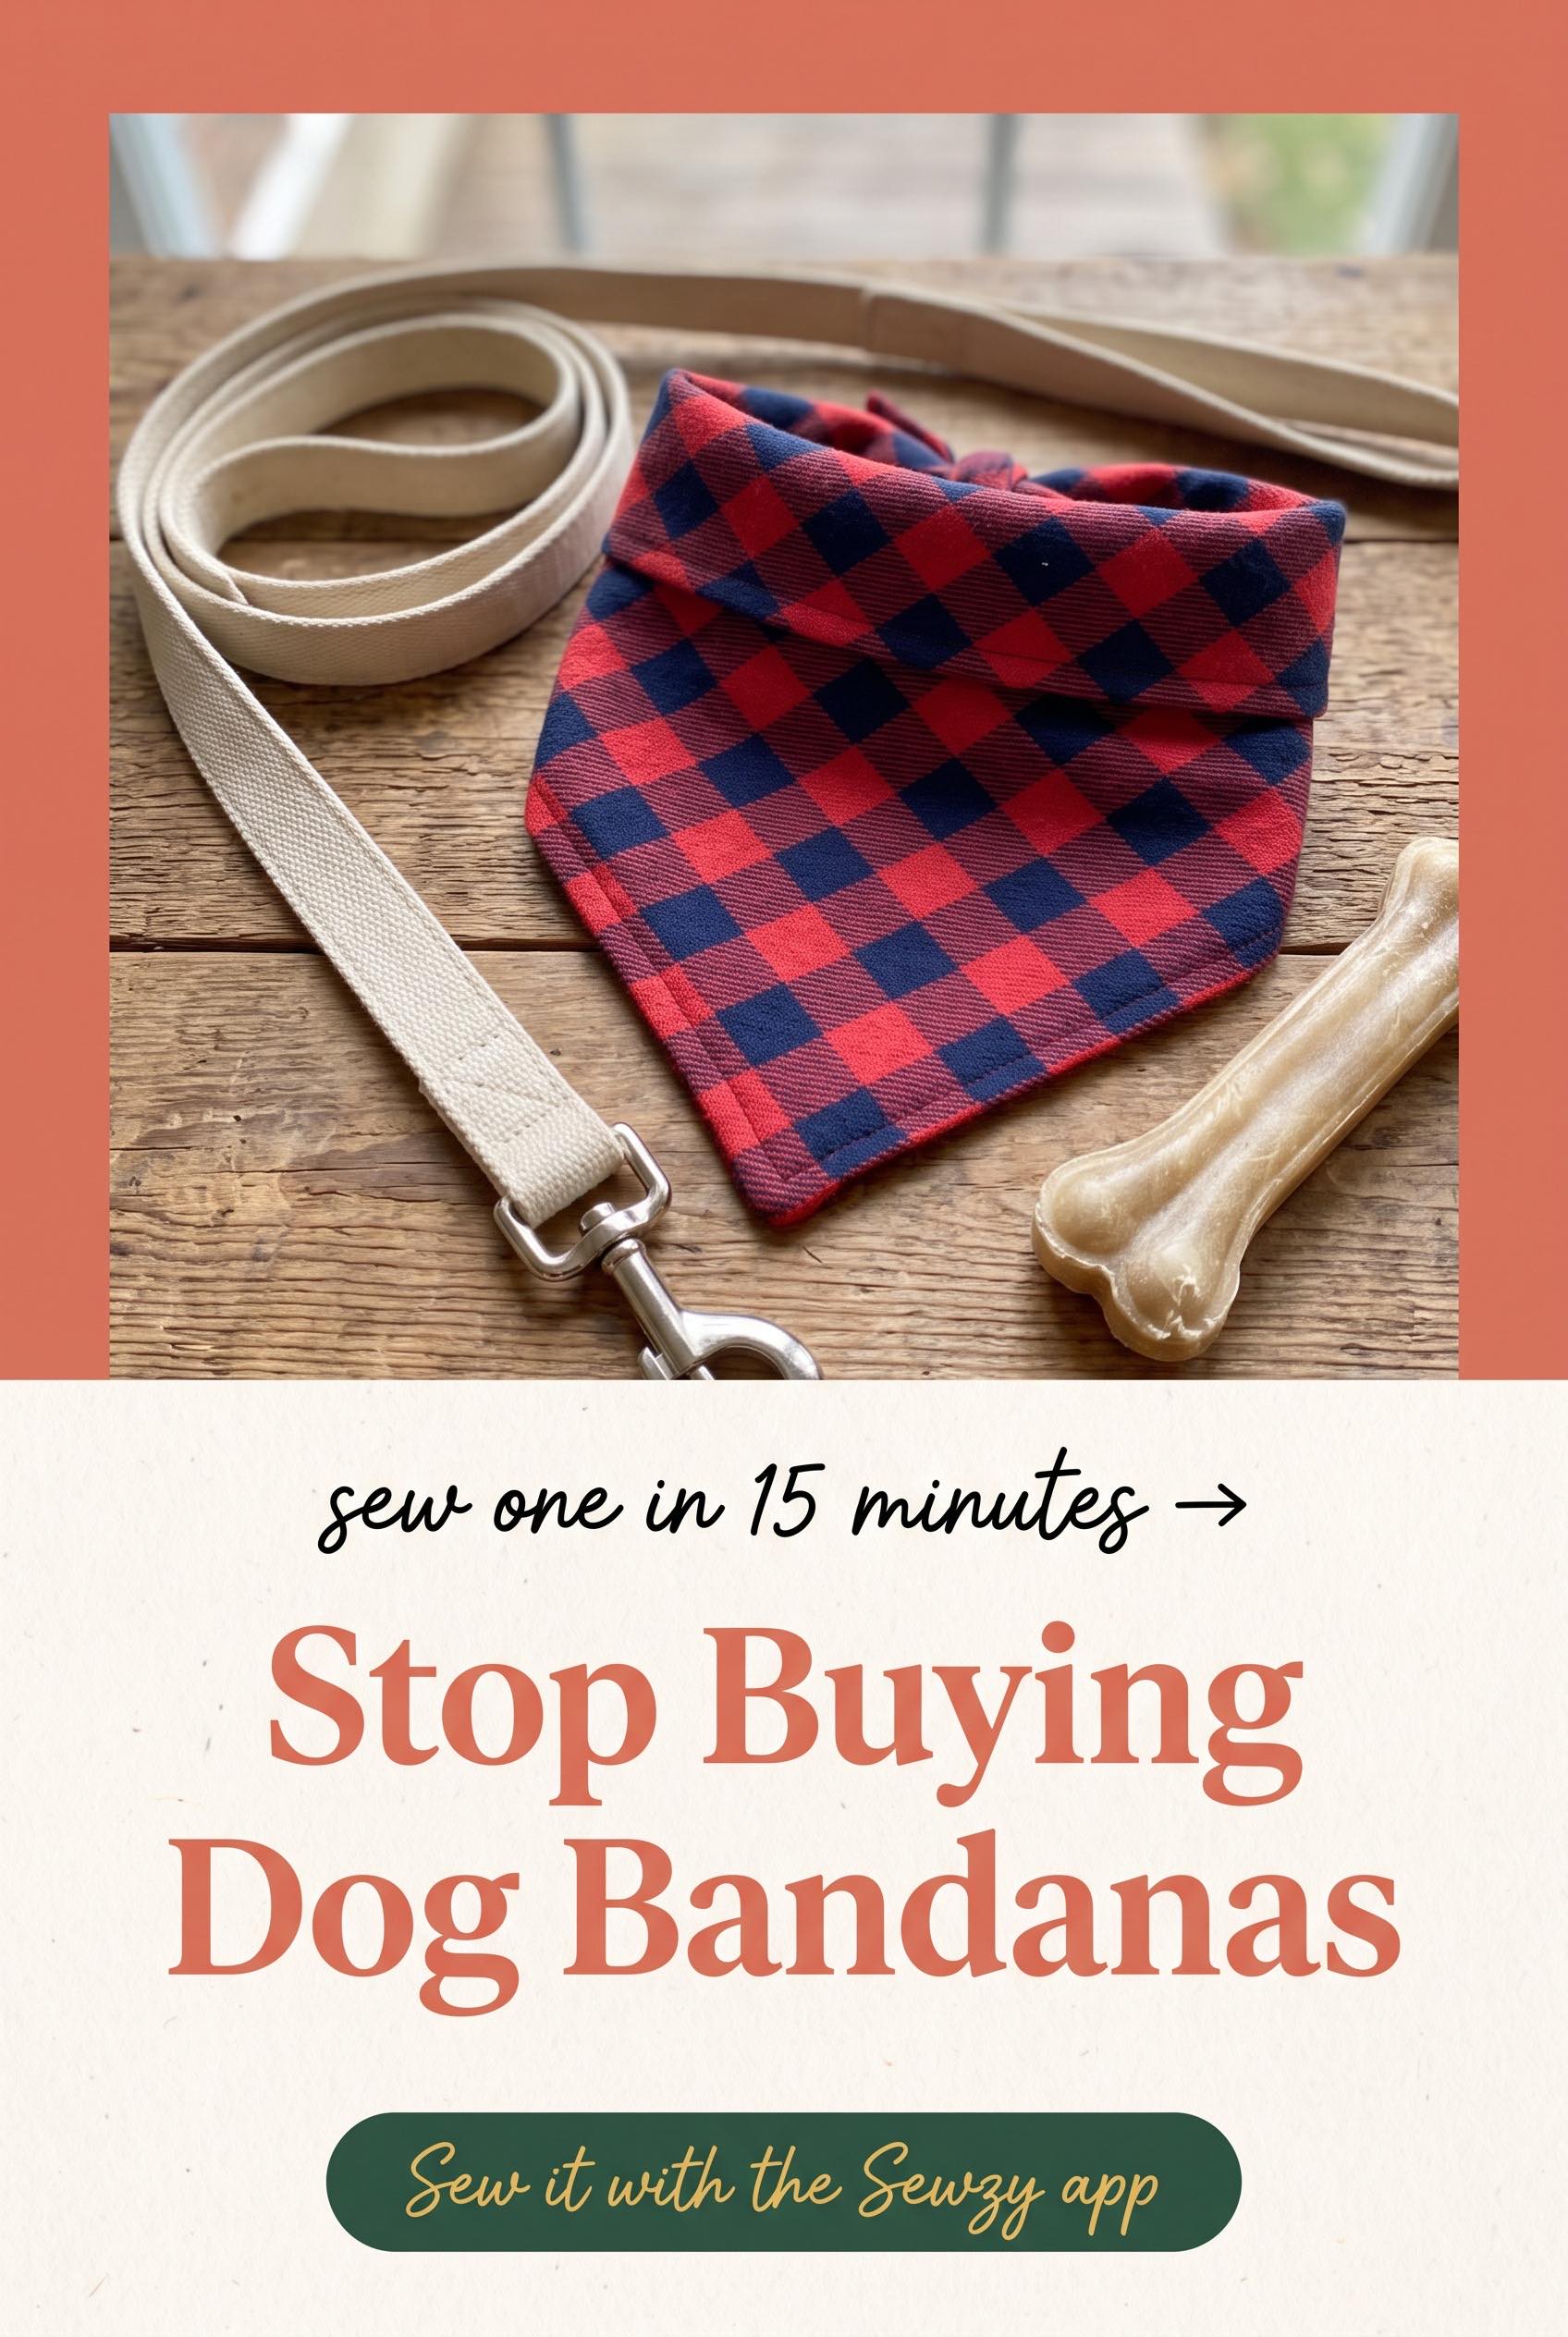 sew one in 15 minutes →
Stop Buying
Dog Bandanas
Sew it with the Sewzy app